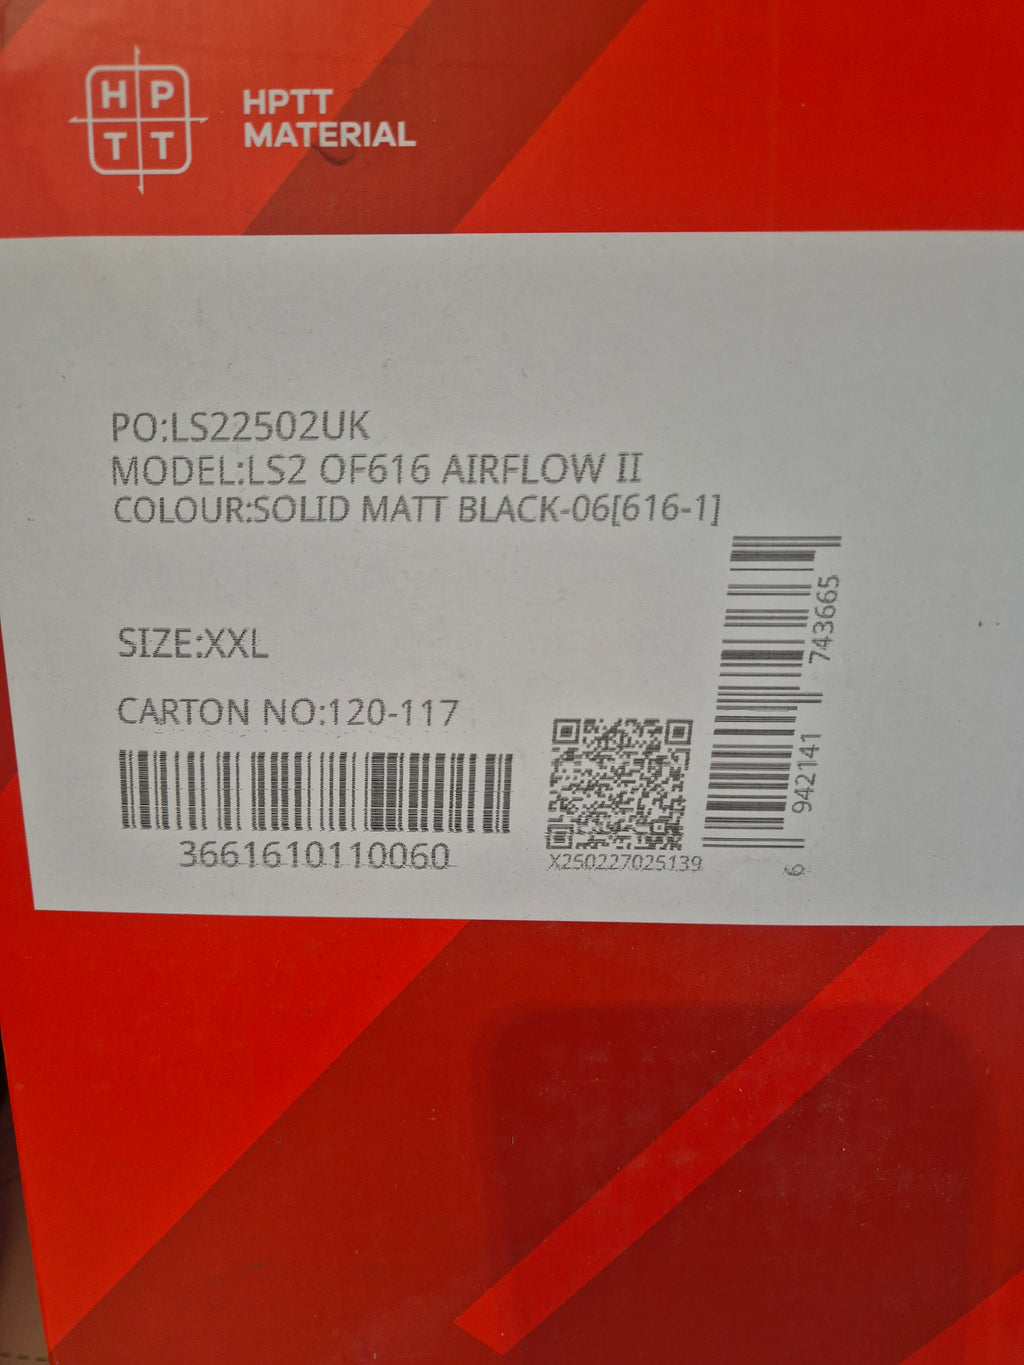 H P
T T
HPTT
MATERIAL
PO:LS22502UK
MODEL:LS2 OF616 AIRFLOW II
COLOUR:SOLID MATT BLACK-06[616-1]
SIZE:XXL
CARTON NO:120-117
3661610110060
X250227025139
6 942141 743665